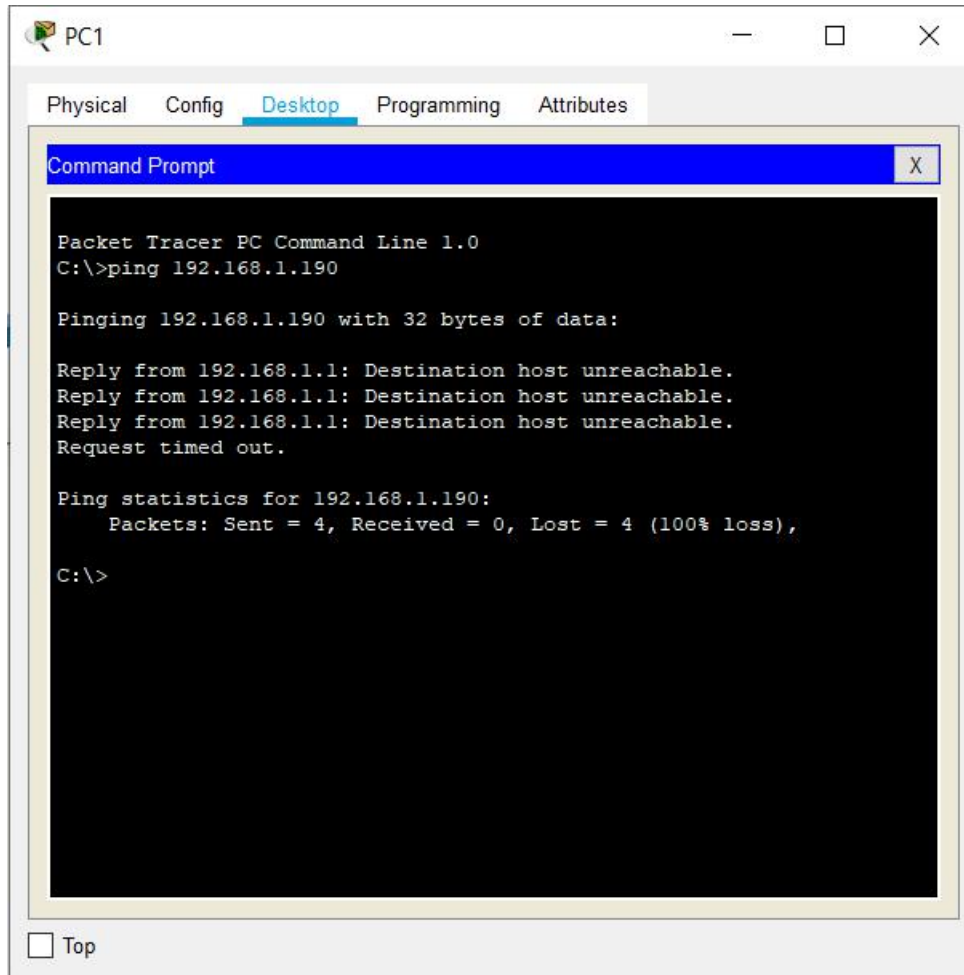 PC1
Physical Config Desktop Programming Attributes
Command Prompt X
Packet Tracer PC Command Line 1.0
C:\>ping 192.168.1.190
Pinging 192.168.1.190 with 32 bytes of data:
Reply from 192.168.1.1: Destination host unreachable.
Reply from 192.168.1.1: Destination host unreachable.
Reply from 192.168.1.1: Destination host unreachable.
Request timed out.
Ping statistics for 192.168.1.190:
Packets: Sent = 4, Received = 0, Lost = 4 (100% loss),
C:\>
Top